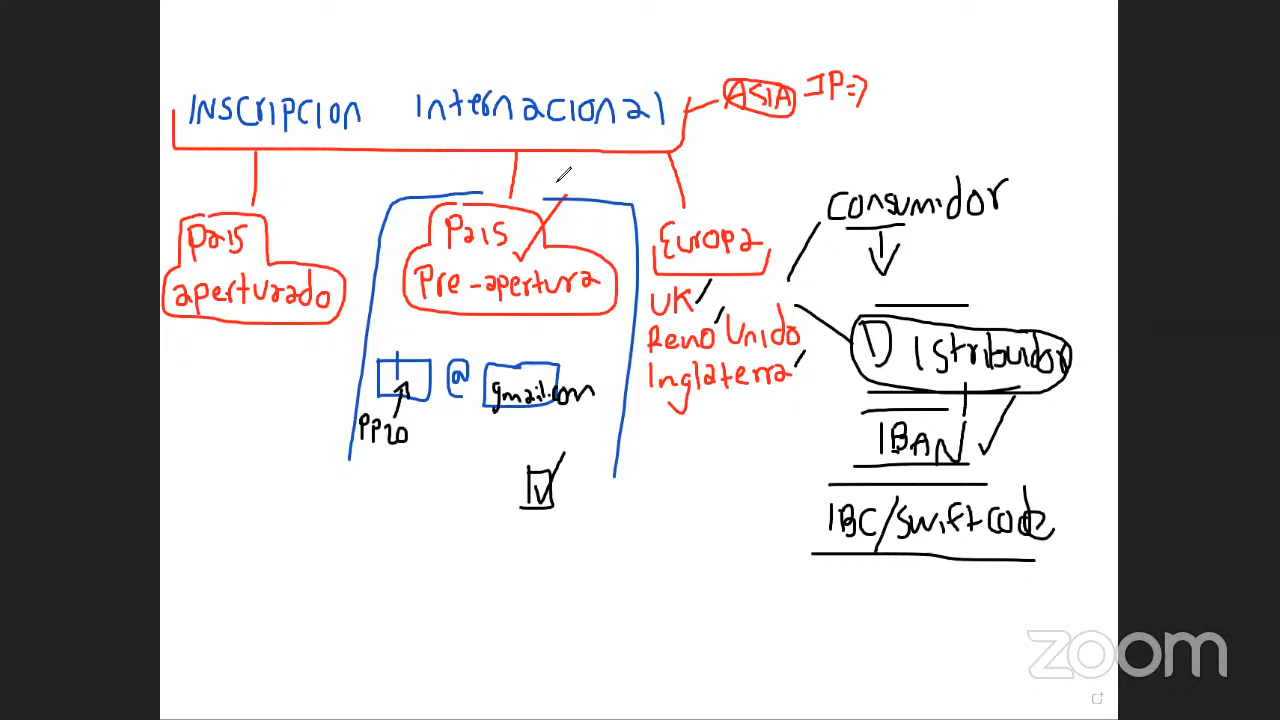 Inscripcion Internacional
ASIA IP=>
Pais
aperturado
Pais
Pre-apertura
Europa
UK
Reno Unido
Inglaterra
@ gmail.com
PP20
Consumidor
Distribuidor
IBAN
IBC/swiftcode
zoom